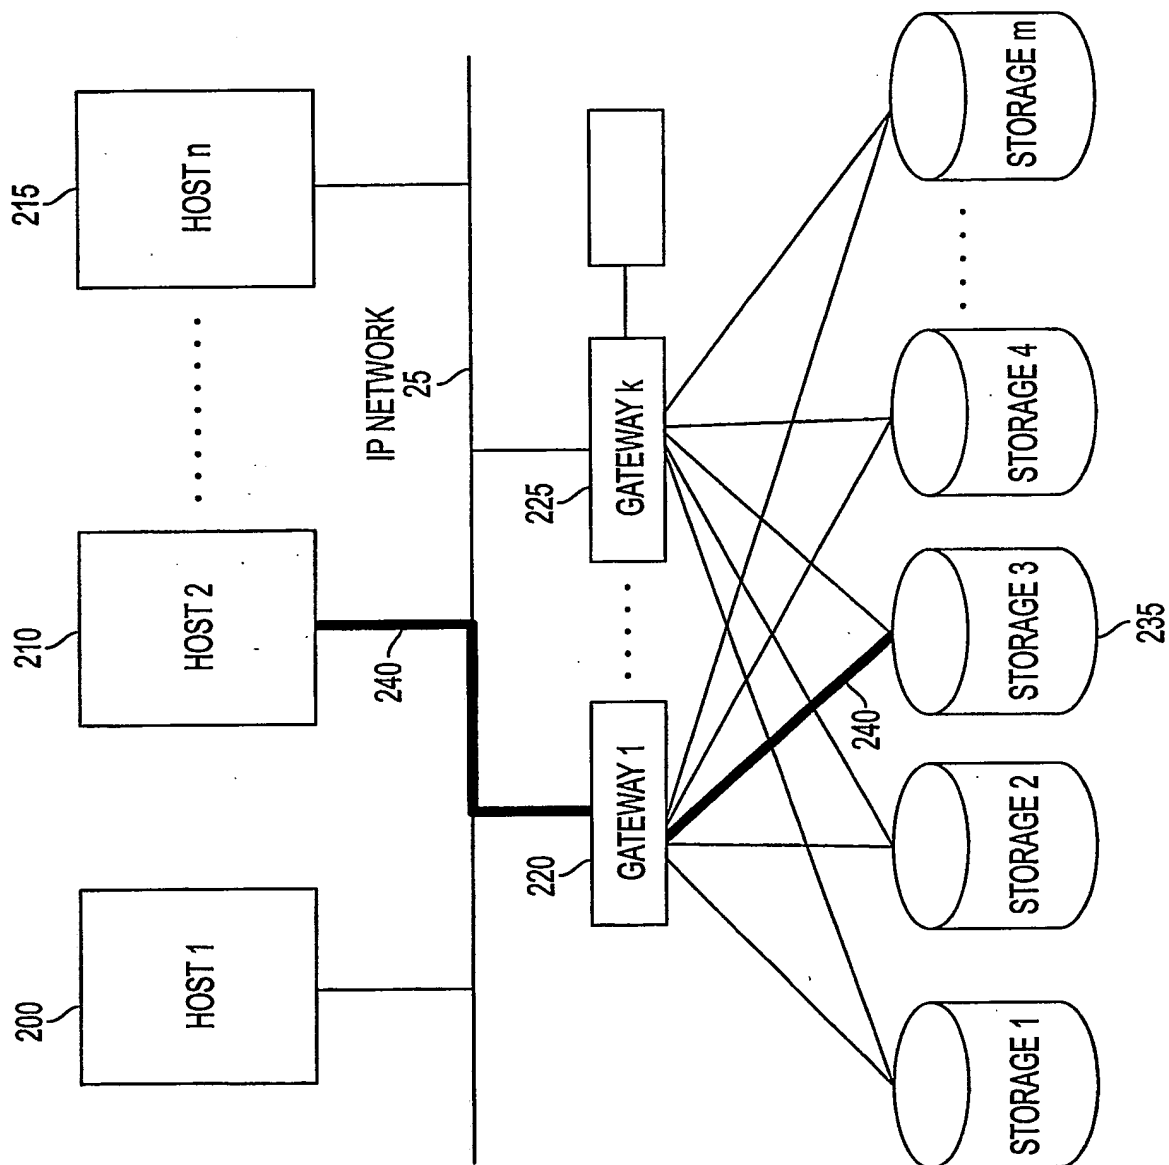 200
210
215
HOST 1
HOST 2
HOST n
240
IP NETWORK
25
220
225
GATEWAY 1
GATEWAY k
240
STORAGE 1
STORAGE 2
STORAGE 3
STORAGE 4
STORAGE m
235